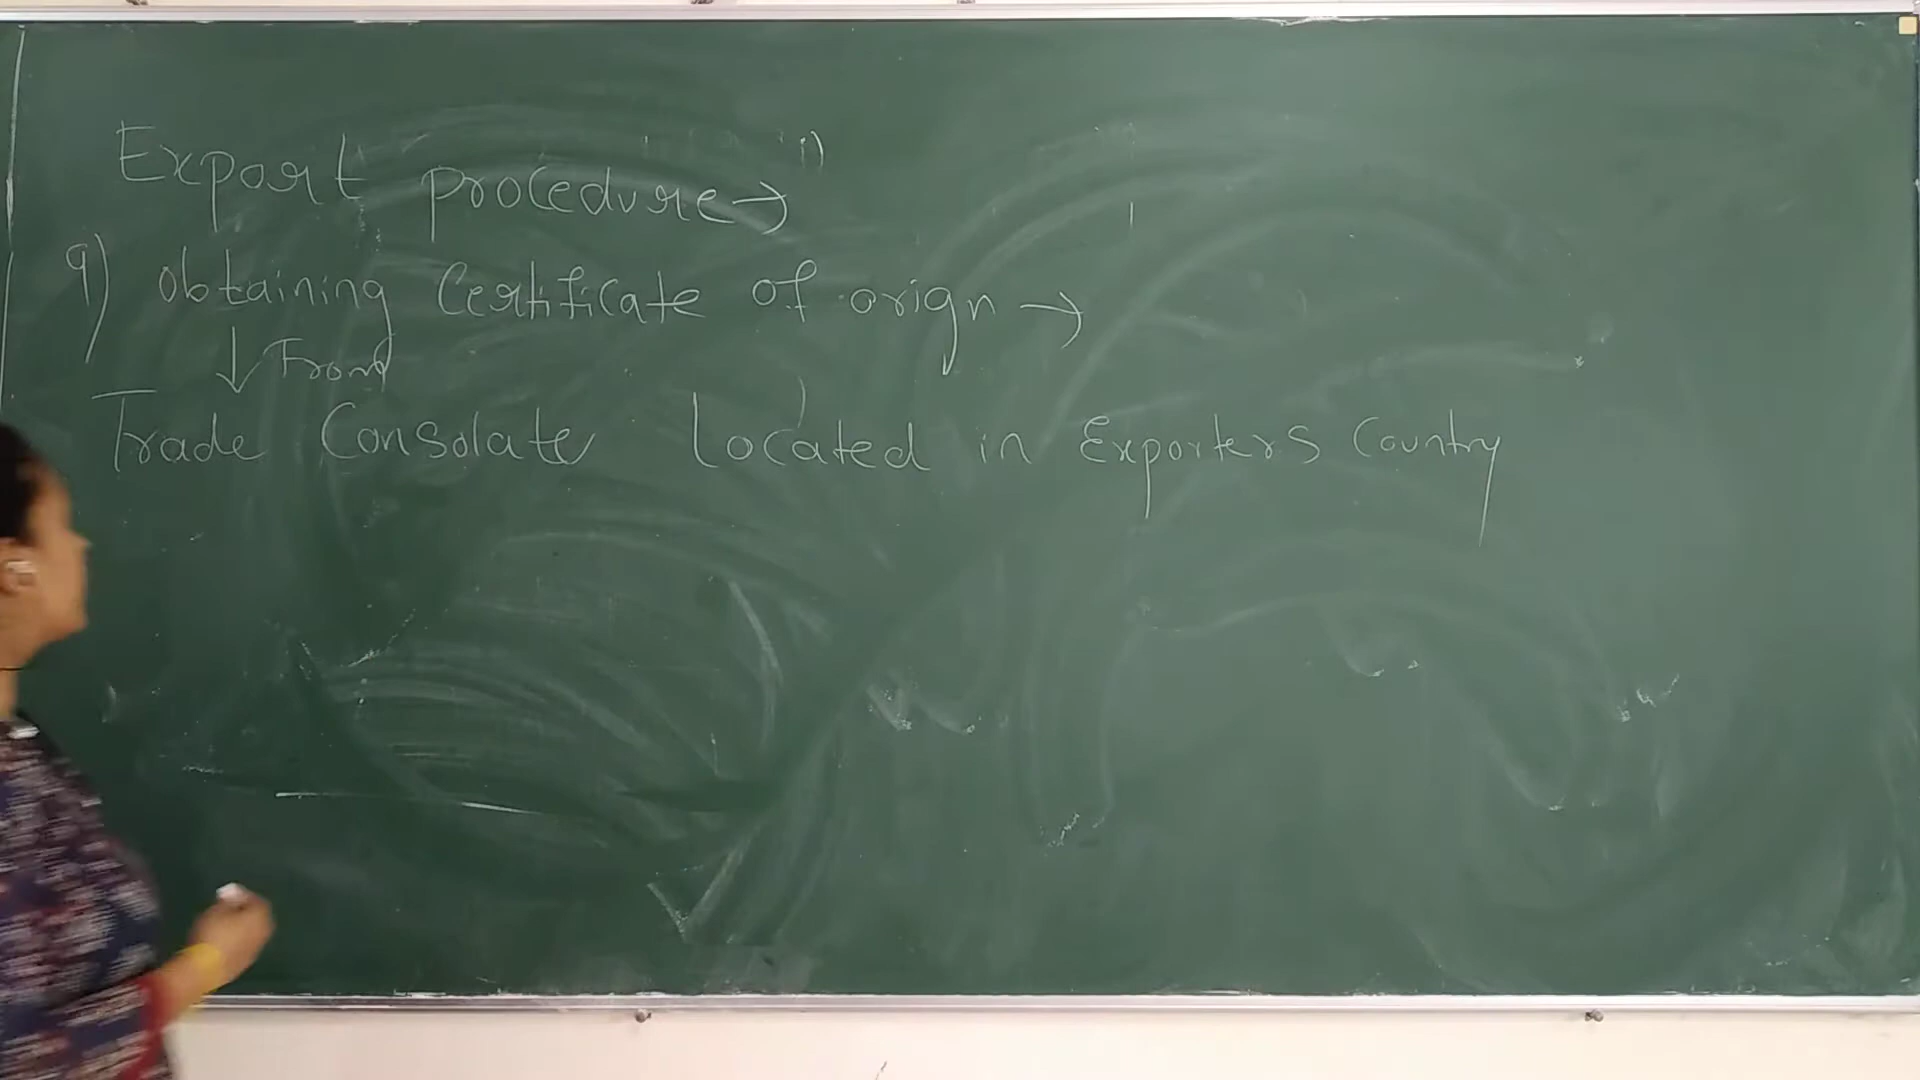 Export procedure→
9) Obtaining Certificate of orign →
↓ From
Trade Consolate Located in Exporters Country